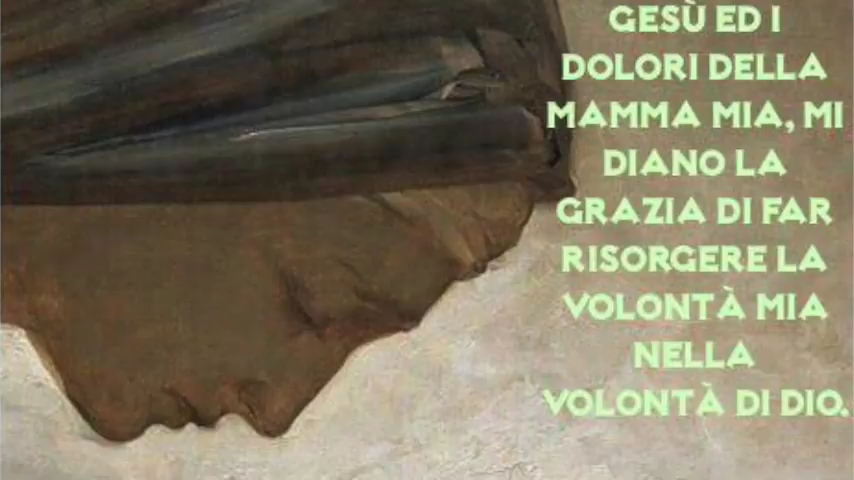 GESÙ ED I
DOLORI DELLA
MAMMA MIA, MI
DIANO LA
GRAZIA DI FAR
RISORGERE LA
VOLONTÀ MIA
NELLA
VOLONTÀ DI DIO.